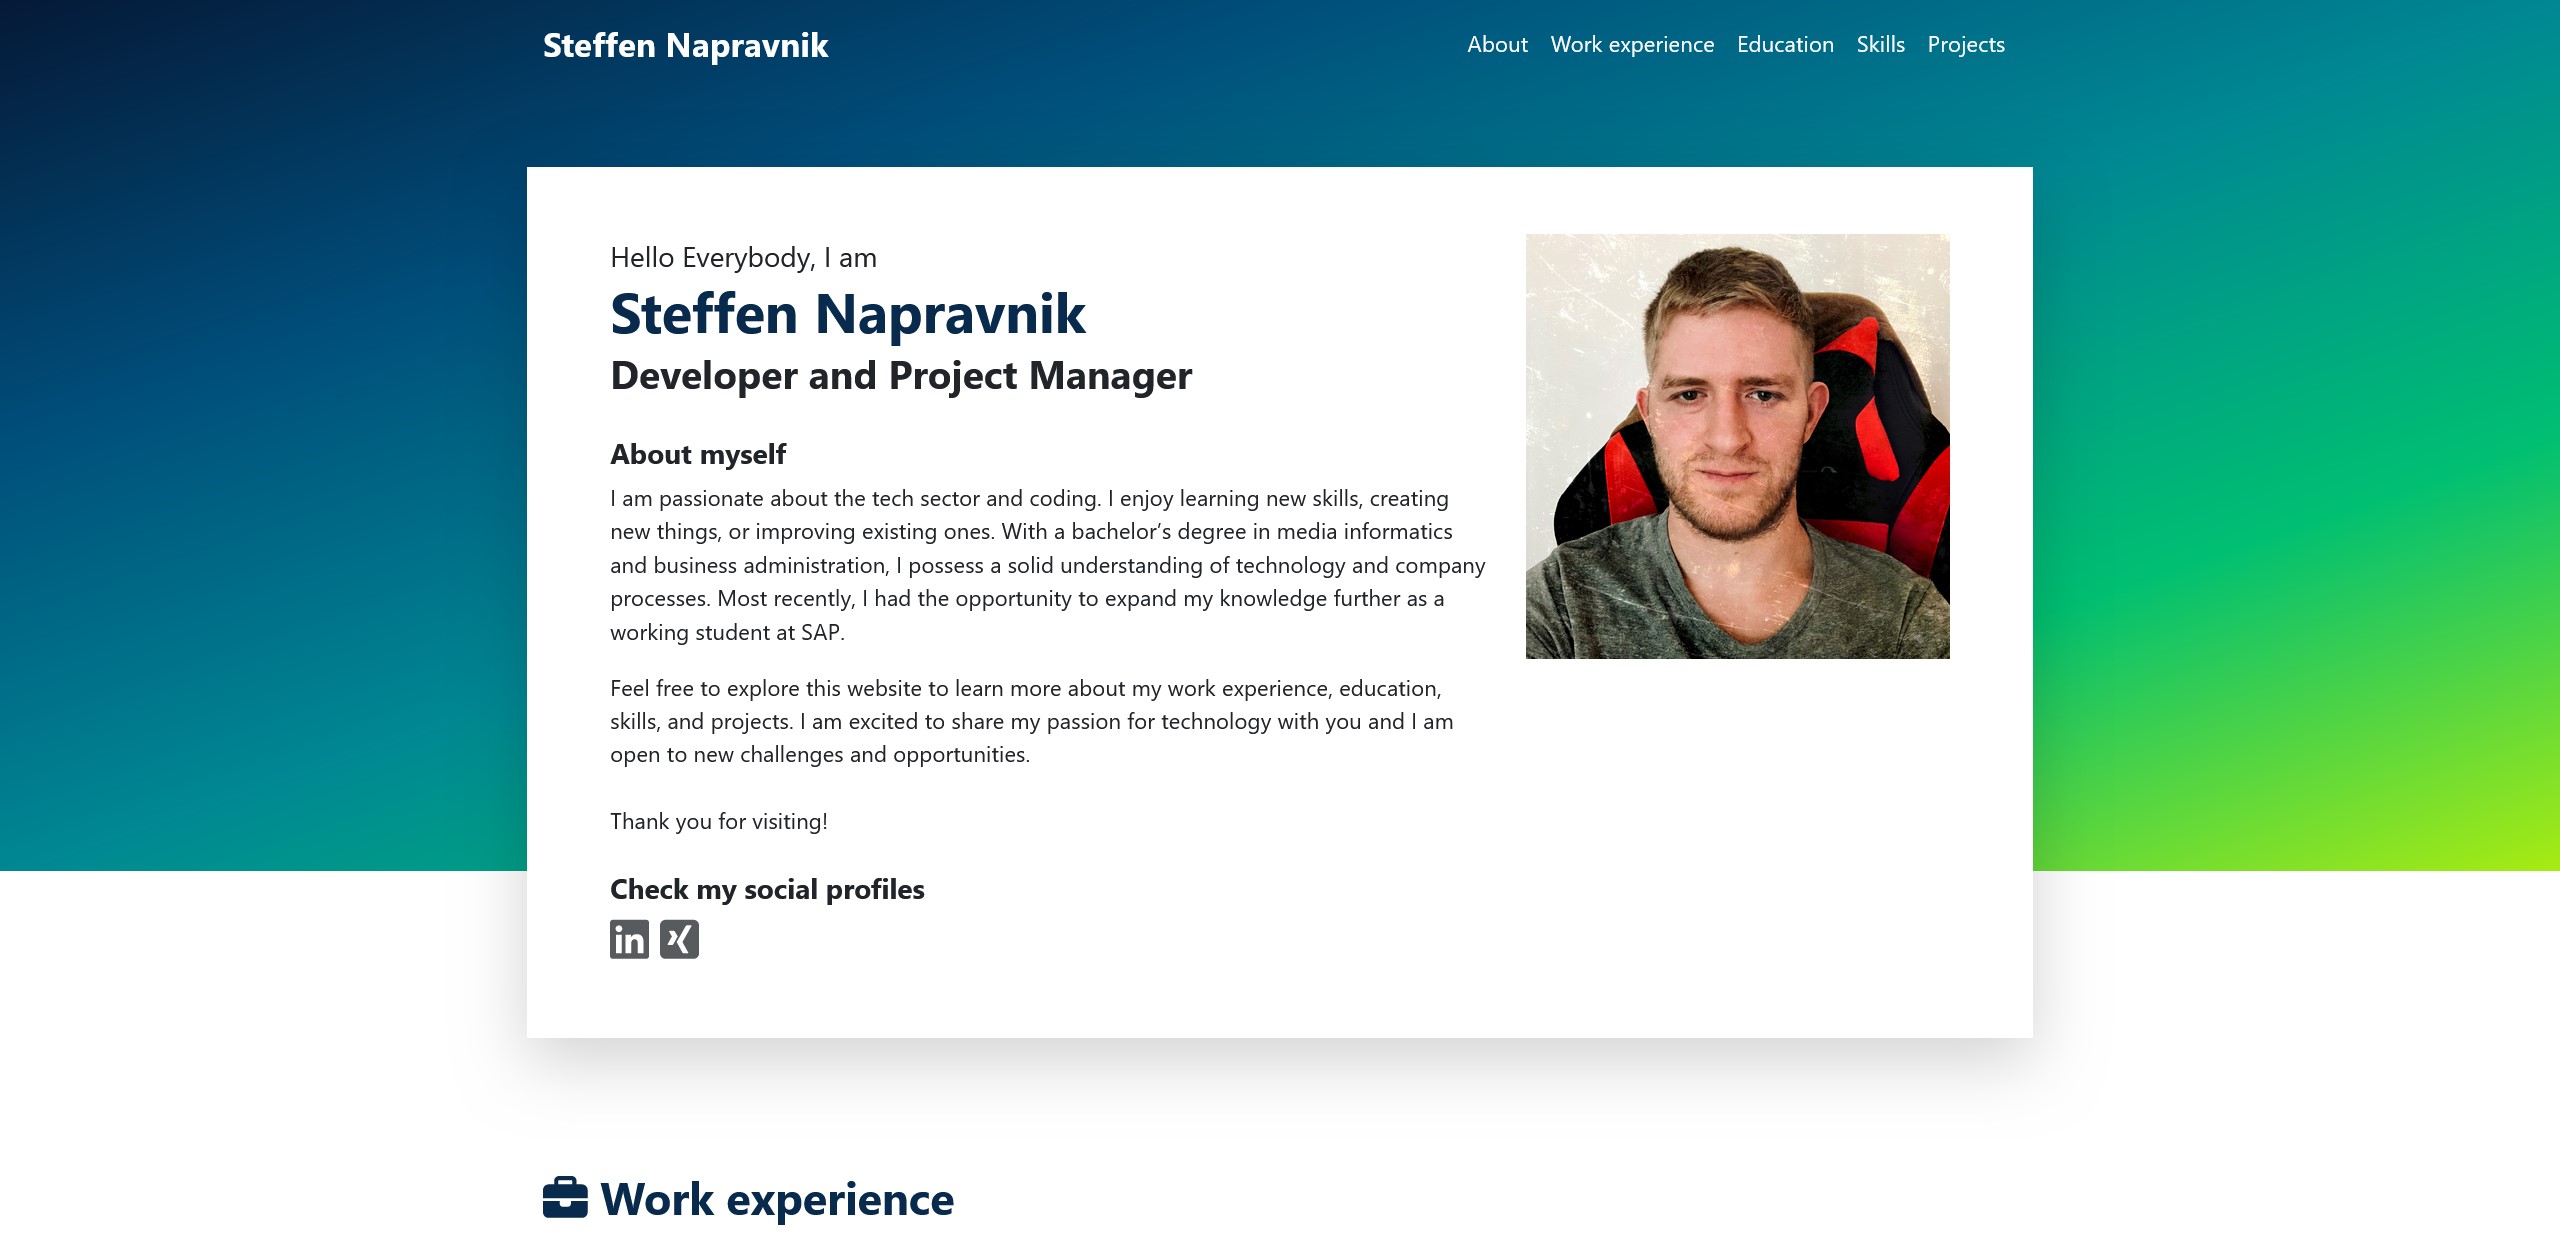 Steffen Napravnik
About Work experience Education Skills Projects
Hello Everybody, I am
Steffen Napravnik
Developer and Project Manager
About myself
I am passionate about the tech sector and coding. I enjoy learning new skills, creating
new things, or improving existing ones. With a bachelor’s degree in media informatics
and business administration, I possess a solid understanding of technology and company
processes. Most recently, I had the opportunity to expand my knowledge further as a
working student at SAP.
Feel free to explore this website to learn more about my work experience, education,
skills, and projects. I am excited to share my passion for technology with you and I am
open to new challenges and opportunities.
Thank you for visiting!
Check my social profiles
in
Work experience